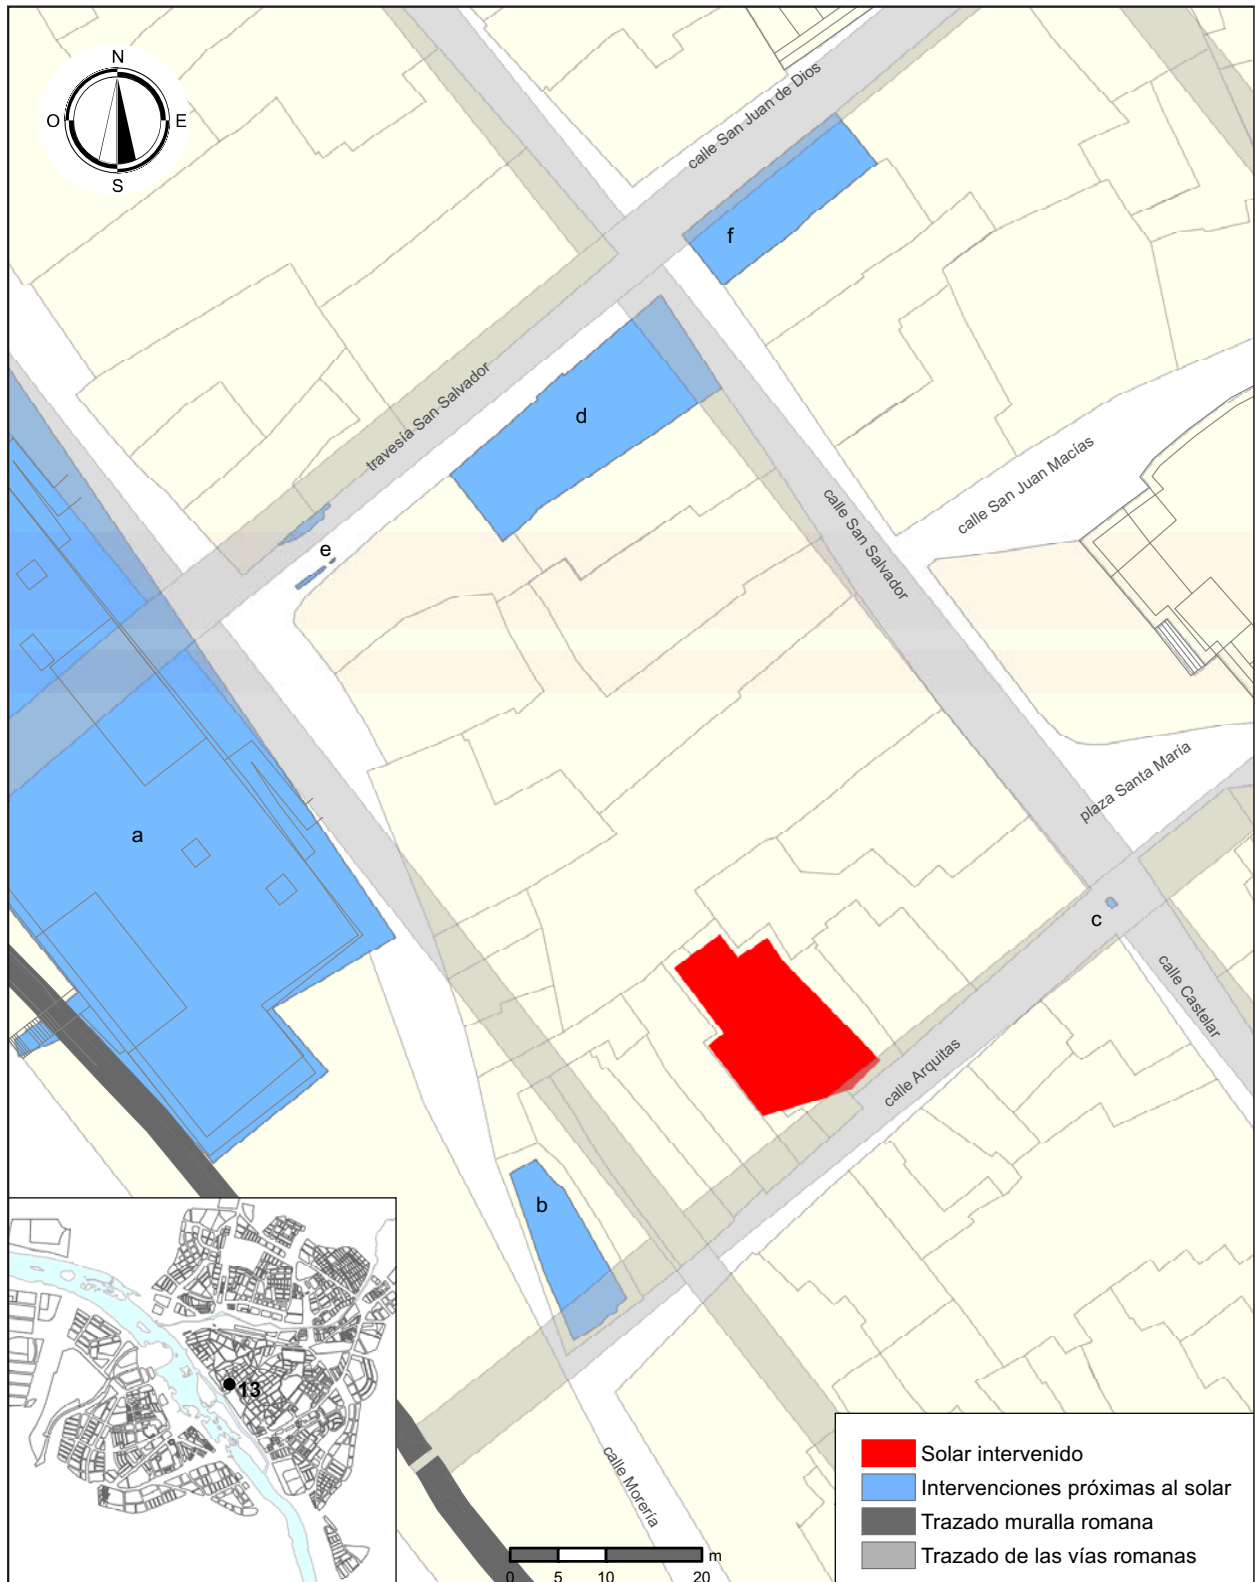 N
O
E
S
calle San Juan de Dios
f
travesía San Salvador
d
calle San Juan Macías
calle San Salvador
e
plaza Santa María
a
c
calle Castelar
calle Arquitas
b
13
calle Morería
m
0 5 10 20
Solar intervenido
Intervenciones próximas al solar
Trazado muralla romana
Trazado de las vías romanas